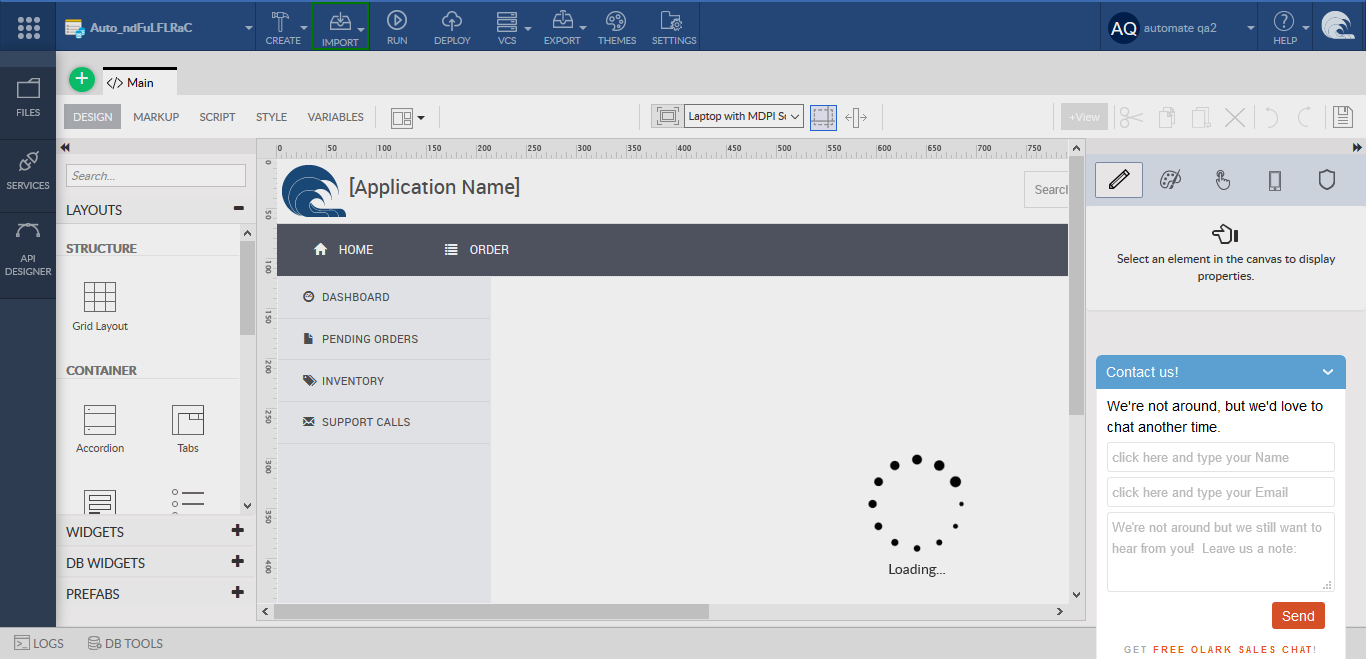 Auto_ndFuLFLRaC
CREATE
IMPORT
RUN
DEPLOY
VCS
EXPORT
THEMES
SETTINGS
AQ automate qa2
HELP
FILES
SERVICES
API
DESIGNER
</> Main
DESIGN MARKUP SCRIPT STYLE VARIABLES
Laptop with MDPI Sc
+View
Search...
LAYOUTS
STRUCTURE
Grid Layout
CONTAINER
Accordion
Tabs
WIDGETS
DB WIDGETS
PREFABS
0 50 100 150 200 250 300 350 400 450 500 550 600 650 700 750
0
50
100
150
200
250
300
350
400
[Application Name]
Search
HOME
ORDER
DASHBOARD
PENDING ORDERS
INVENTORY
SUPPORT CALLS
Loading...
Select an element in the canvas to display
properties.
Contact us!
We're not around, but we'd love to
chat another time.
click here and type your Name
click here and type your Email
We're not around but we still want to
hear from you! Leave us a note:
Send
GET FREE OLARK SALES CHAT!
LOGS
DB TOOLS